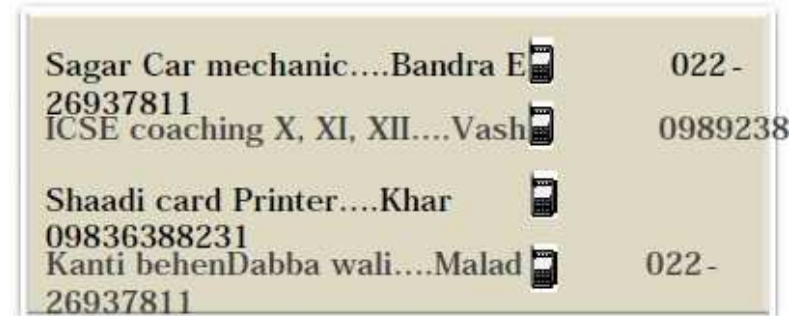 Sagar Car mechanic....Bandra E 022-
26937811
ICSE coaching X, XI, XII....Vash 0989238
Shaadi card Printer....Khar
09836388231
Kanti behenDabba wali....Malad 022-
26937811